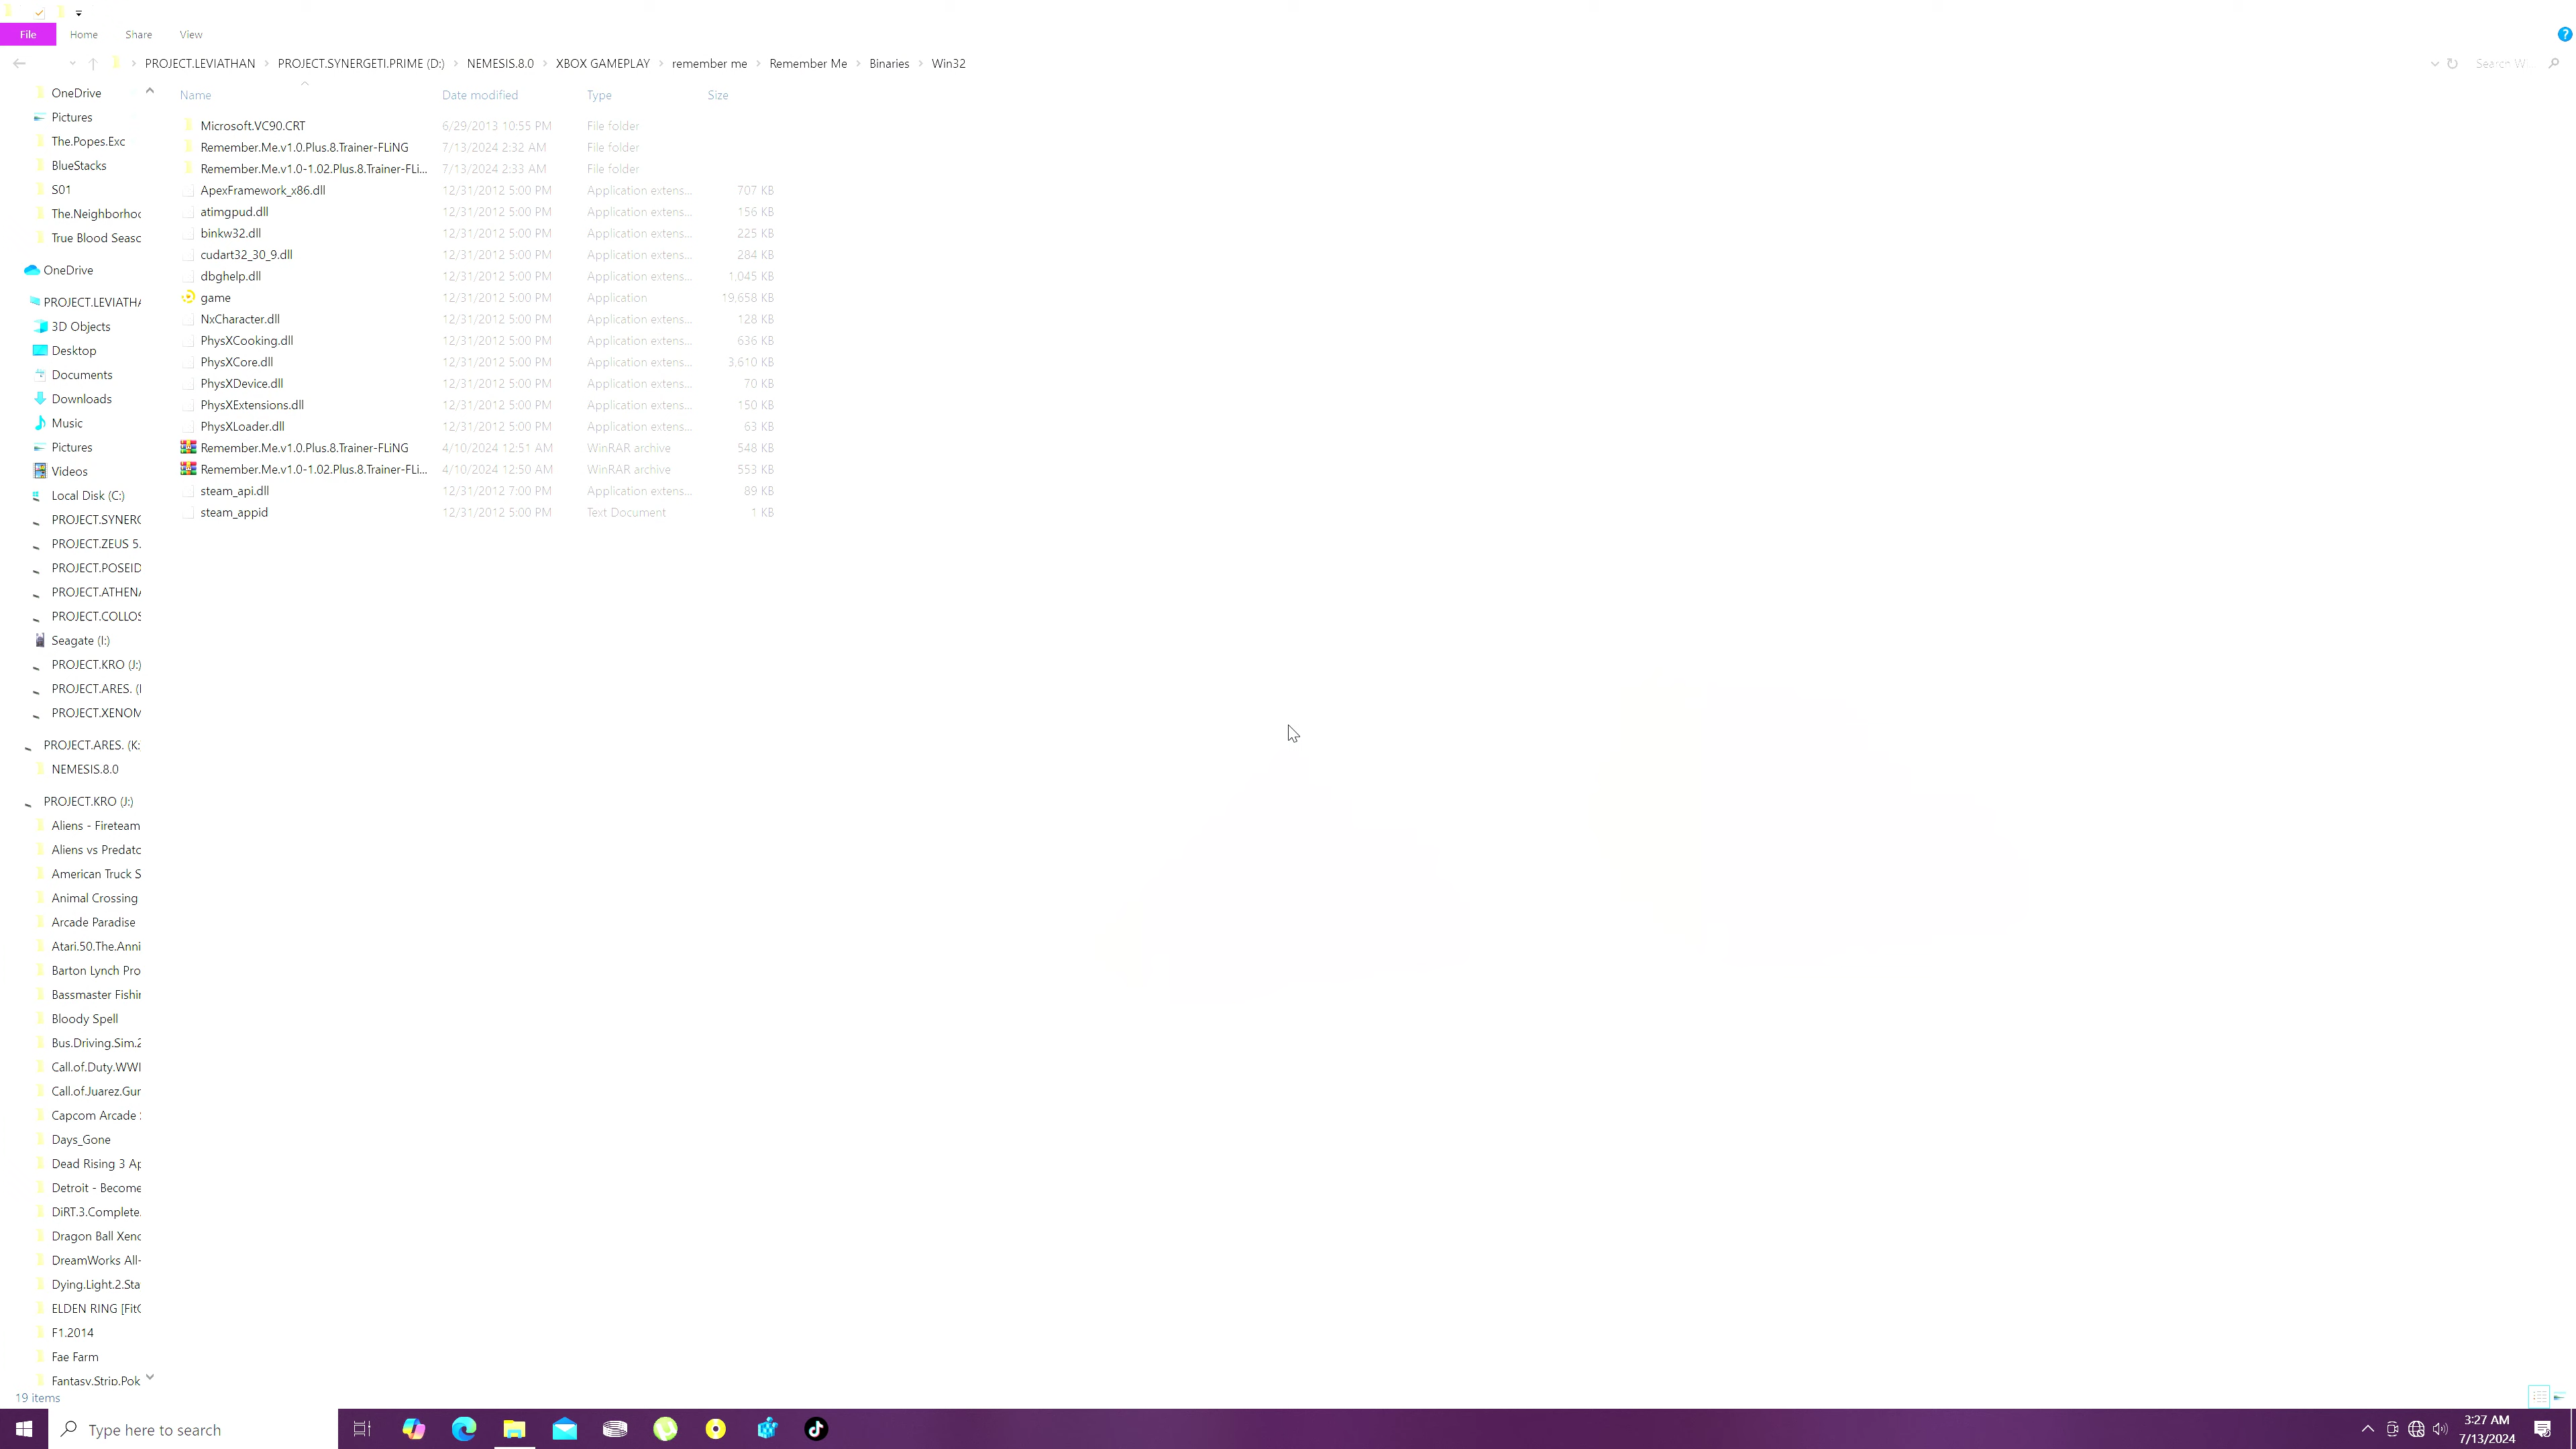 File Home Share View
PROJECT.LEVIATHAN > PROJECT.SYNERGETI.PRIME (D:) > NEMESIS.8.0 > XBOX GAMEPLAY > remember me > Remember Me > Binaries > Win32
Search Wi...
OneDrive
Pictures
The.Popes.Exc
BlueStacks
S01
The.Neighborhoo
True Blood Seaso
OneDrive
PROJECT.LEVIATHA
3D Objects
Desktop
Documents
Downloads
Music
Pictures
Videos
Local Disk (C:)
PROJECT.SYNERG
PROJECT.ZEUS 5.
PROJECT.POSEID
PROJECT.ATHENA
PROJECT.COLLOS
Seagate (I:)
PROJECT.KRO (J:)
PROJECT.ARES. (
PROJECT.XENOM
PROJECT.ARES. (K:
NEMESIS.8.0
PROJECT.KRO (J:)
Aliens - Fireteam
Aliens vs Predato
American Truck S
Animal Crossing
Arcade Paradise
Atari.50.The.Anni
Barton Lynch Pro
Bassmaster Fishin
Bloody Spell
Bus.Driving.Sim.2
Call.of.Duty.WWI
Call.of.Juarez.Gun
Capcom Arcade
Days_Gone
Dead Rising 3 Ap
Detroit - Become
DiRT.3.Complete.
Dragon Ball Xeno
DreamWorks All-
Dying.Light.2.Sta
ELDEN RING [FitG
F1.2014
Fae Farm
Fantasy.Strip.Pok
Name Date modified Type Size
Microsoft.VC90.CRT 6/29/2013 10:55 PM File folder
Remember.Me.v1.0.Plus.8.Trainer-FLiNG 7/13/2024 2:32 AM File folder
Remember.Me.v1.0-1.02.Plus.8.Trainer-FLi... 7/13/2024 2:33 AM File folder
ApexFramework_x86.dll 12/31/2012 5:00 PM Application extens... 707 KB
atimgpud.dll 12/31/2012 5:00 PM Application extens... 156 KB
binkw32.dll 12/31/2012 5:00 PM Application extens... 225 KB
cudart32_30_9.dll 12/31/2012 5:00 PM Application extens... 284 KB
dbghelp.dll 12/31/2012 5:00 PM Application extens... 1,045 KB
game 12/31/2012 5:00 PM Application 19,658 KB
NxCharacter.dll 12/31/2012 5:00 PM Application extens... 128 KB
PhysXCooking.dll 12/31/2012 5:00 PM Application extens... 636 KB
PhysXCore.dll 12/31/2012 5:00 PM Application extens... 3,610 KB
PhysXDevice.dll 12/31/2012 5:00 PM Application extens... 70 KB
PhysXExtensions.dll 12/31/2012 5:00 PM Application extens... 150 KB
PhysXLoader.dll 12/31/2012 5:00 PM Application extens... 63 KB
Remember.Me.v1.0.Plus.8.Trainer-FLiNG 4/10/2024 12:51 AM WinRAR archive 548 KB
Remember.Me.v1.0-1.02.Plus.8.Trainer-FLi... 4/10/2024 12:50 AM WinRAR archive 553 KB
steam_api.dll 12/31/2012 7:00 PM Application extens... 89 KB
steam_appid 12/31/2012 5:00 PM Text Document 1 KB
19 items
Type here to search
3:27 AM
7/13/2024